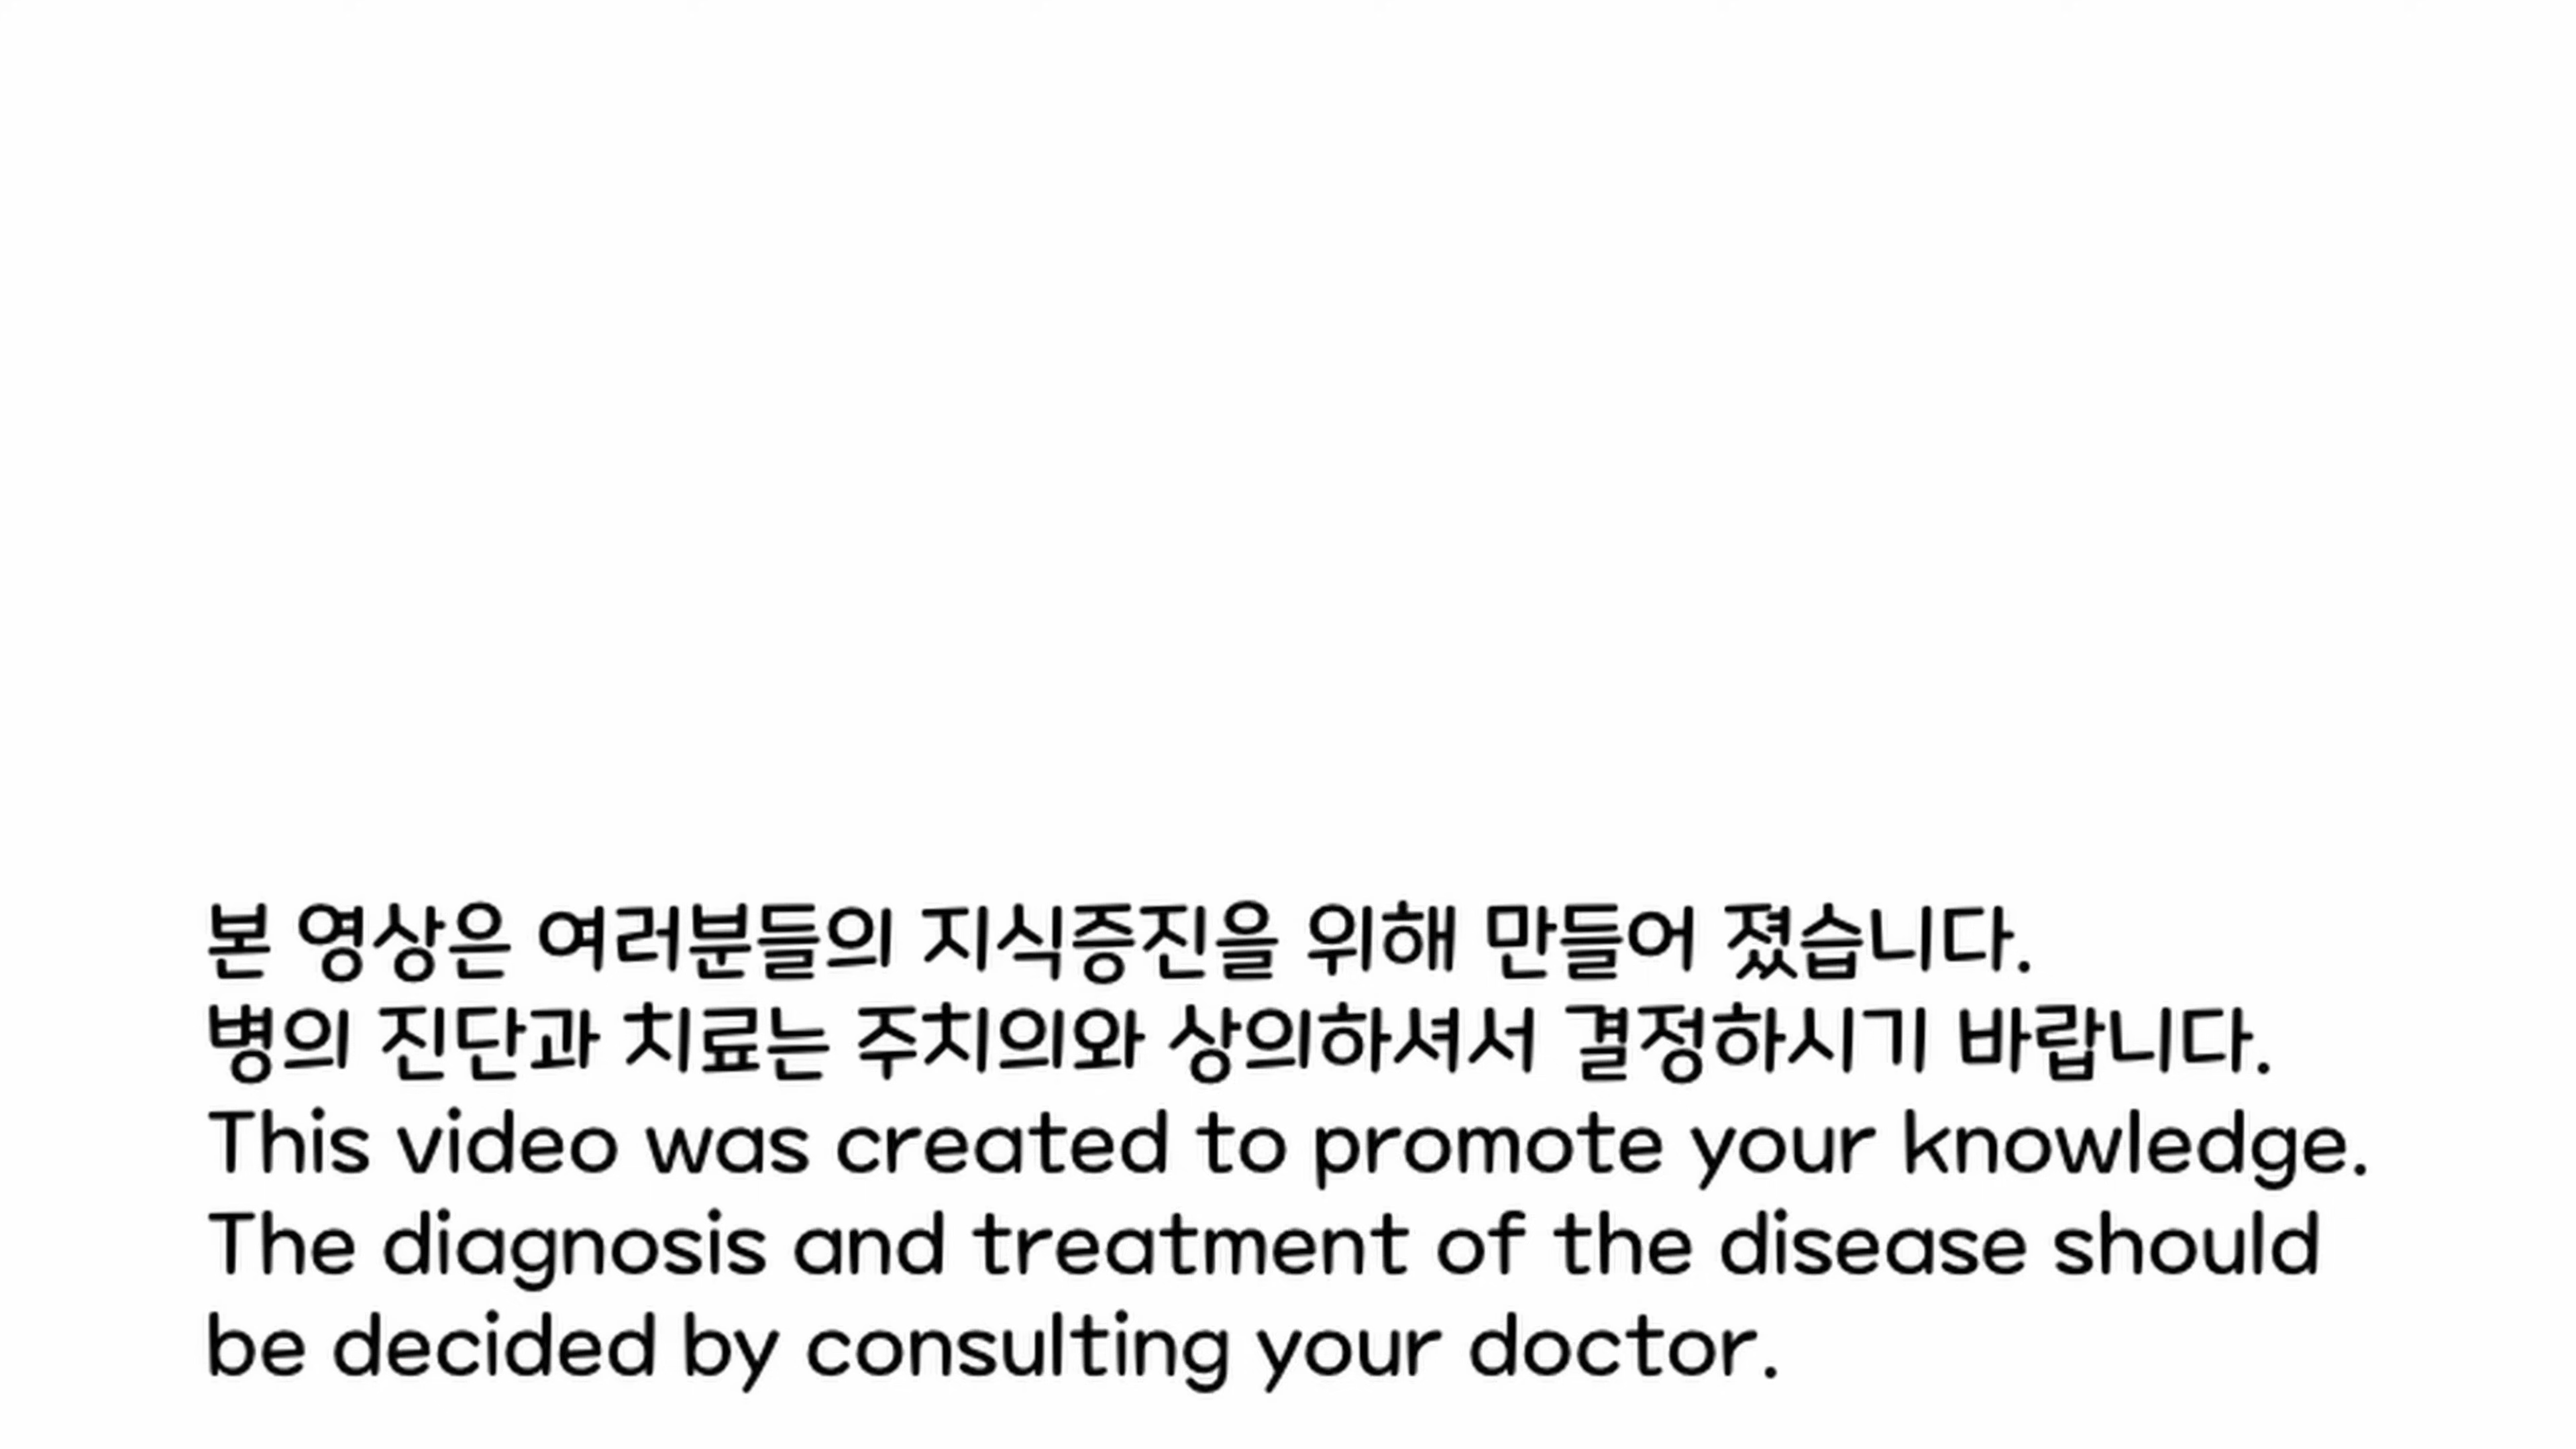 본 영상은 여러분들의 지식증진을 위해 만들어 졌습니다.
병의 진단과 치료는 주치의와 상의하셔서 결정하시기 바랍니다.
This video was created to promote your knowledge.
The diagnosis and treatment of the disease should
be decided by consulting your doctor.